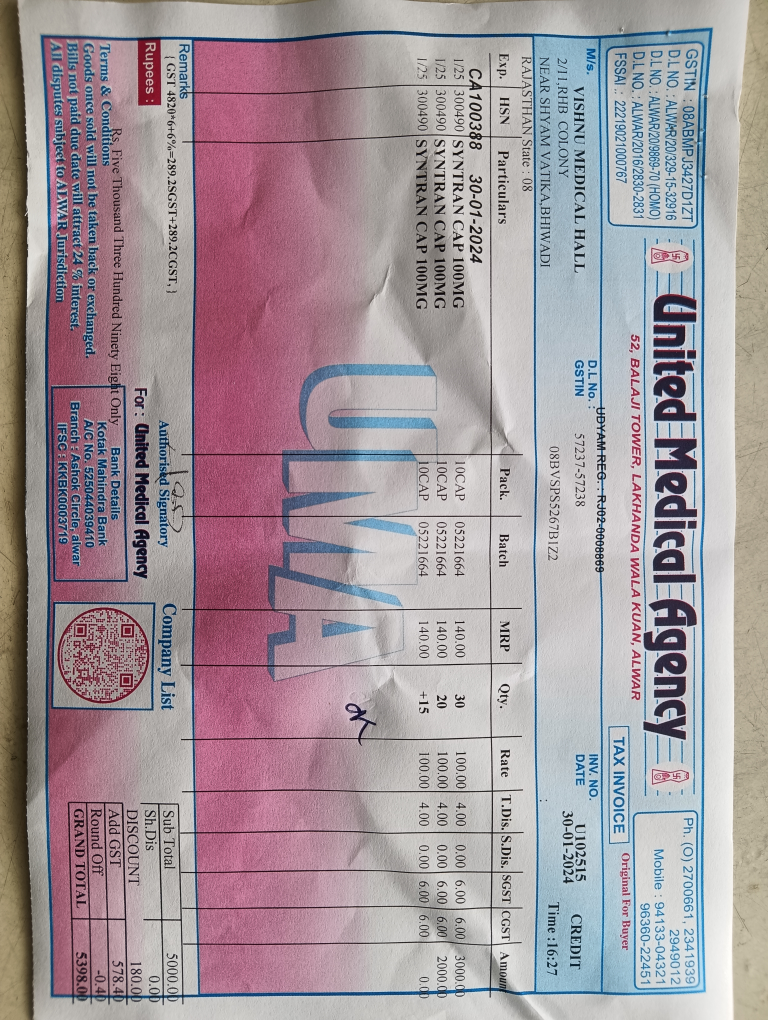 GSTIN : 08ABMPJ3427D1ZT
D.L NO : ALWAR/20/329-15-32916
D.L NO : ALWAR/20/9869-70 (HOMO)
D.L NO. : ALWAR/2016/2830-2831
FSSAI . : 22219021000767
United Medical Agency
52, BALAJI TOWER, LAKHANDA WALA KUAN, ALWAR
UDYAM REG.: RJ02-0008869
Ph. (O) 2700661, 2341939
2949012
Mobile : 94133-04321
96360-22451
TAX INVOICE
Original For Buyer
M/s. VISHNU MEDICAL HALL
2/11,RHB COLONY
NEAR SHYAM VATIKA,BHIWADI
RAJASTHAN State : 08
D.L No. : 57237-57238
GSTIN 08BVSPS5267B1Z2
INV. NO. U102515 CREDIT
DATE 30-01-2024 Time :16:27
Exp. HSN Particulars Pack. Batch MRP Qty. Rate T.Dis. S.Dis. SGST CGST Amount
CA100388 30-01-2024
1/25 300490 SYNTRAN CAP 100MG 10CAP 05221664 140.00 30 100.00 4.00 0.00 6.00 6.00 3000.00
1/25 300490 SYNTRAN CAP 100MG 10CAP 05221664 140.00 20 100.00 4.00 0.00 6.00 6.00 2000.00
1/25 300490 SYNTRAN CAP 100MG 10CAP 05221664 140.00 +15 100.00 4.00 0.00 6.00 6.00 0.00
UMA
Remarks
{ GST 4820*6+6%=289.2SGST+289.2CGST, }
Rupees :
Rs. Five Thousand Three Hundred Ninety Eight Only
Terms & Conditions
Goods once sold will not be taken back or exchanged.
Bills not paid due date will attract 24 % interest.
All disputes subject to ALWAR Jurisdiction
Authorised Signatory
For : United Medical Agency
Bank Details
Kotak Mahindra Bank
A/C No. 525044039410
Branch : Ashok Circle, alwar
IFSC : KKBK0003719
Company List
Sub Total 5000.00
Sh.Dis 0.00
DISCOUNT 180.00
Add GST 578.40
Round Off -0.40
GRAND TOTAL 5398.00